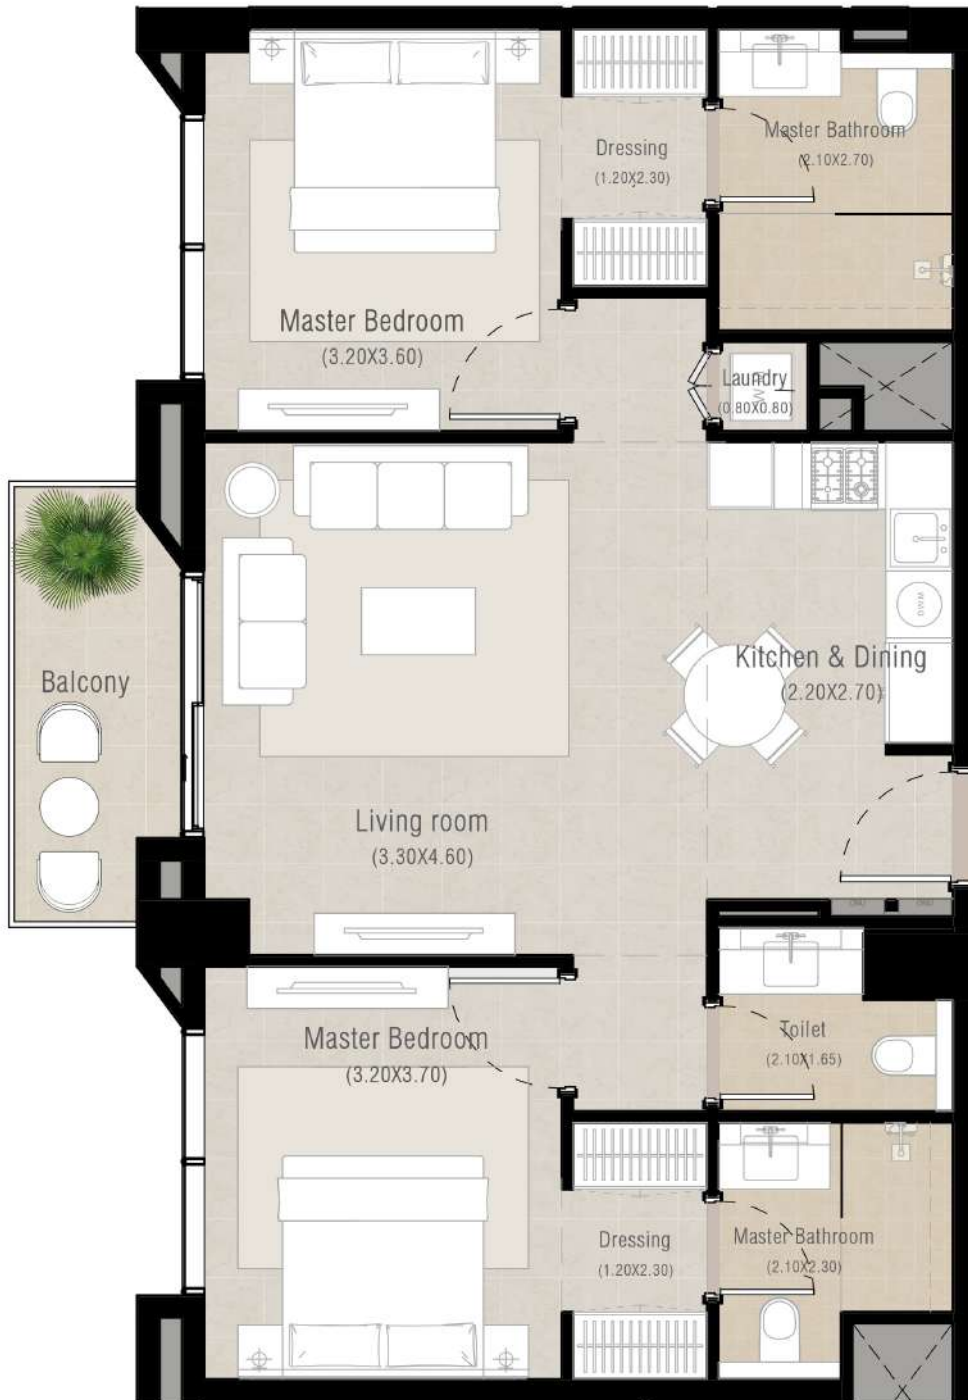 Master Bathroom
(2.10X2.70)
Dressing
(1.20X2.30)
Master Bedroom
(3.20X3.60)
Laundry
(0.80X0.80)
WM
DWM
Kitchen & Dining
(2.20X2.70)
Balcony
Living room
(3.30X4.60)
Toilet
(2.10X1.65)
Master Bedroom
(3.20X3.70)
Dressing
(1.20X2.30)
Master Bathroom
(2.10X2.30)